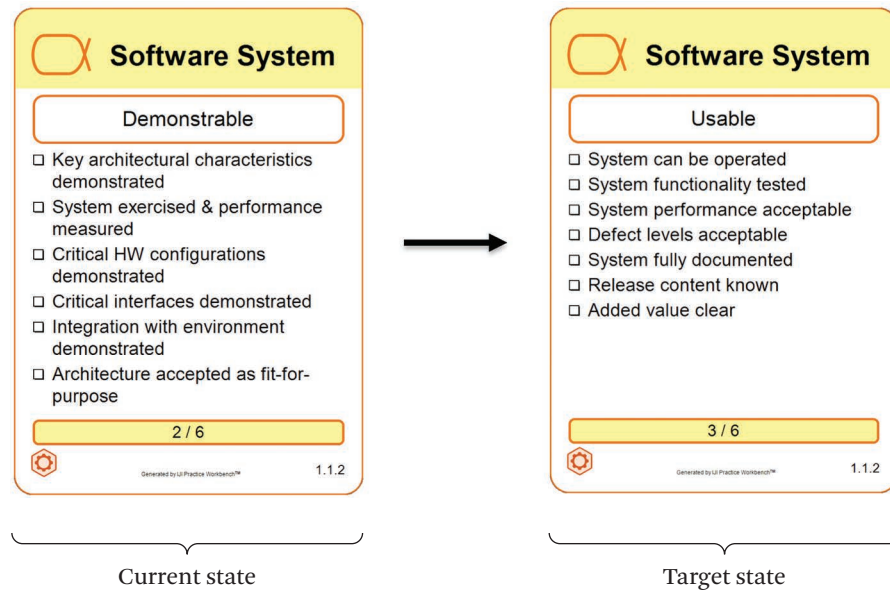 Software System
Demonstrable
☐ Key architectural characteristics
demonstrated
☐ System exercised & performance
measured
☐ Critical HW configurations
demonstrated
☐ Critical interfaces demonstrated
☐ Integration with environment
demonstrated
☐ Architecture accepted as fit-for-
purpose
2 / 6
Generated by UI Practice Workbench™
1.1.2
Current state
Software System
Usable
☐ System can be operated
☐ System functionality tested
☐ System performance acceptable
☐ Defect levels acceptable
☐ System fully documented
☐ Release content known
☐ Added value clear
3 / 6
Generated by UI Practice Workbench™
1.1.2
Target state